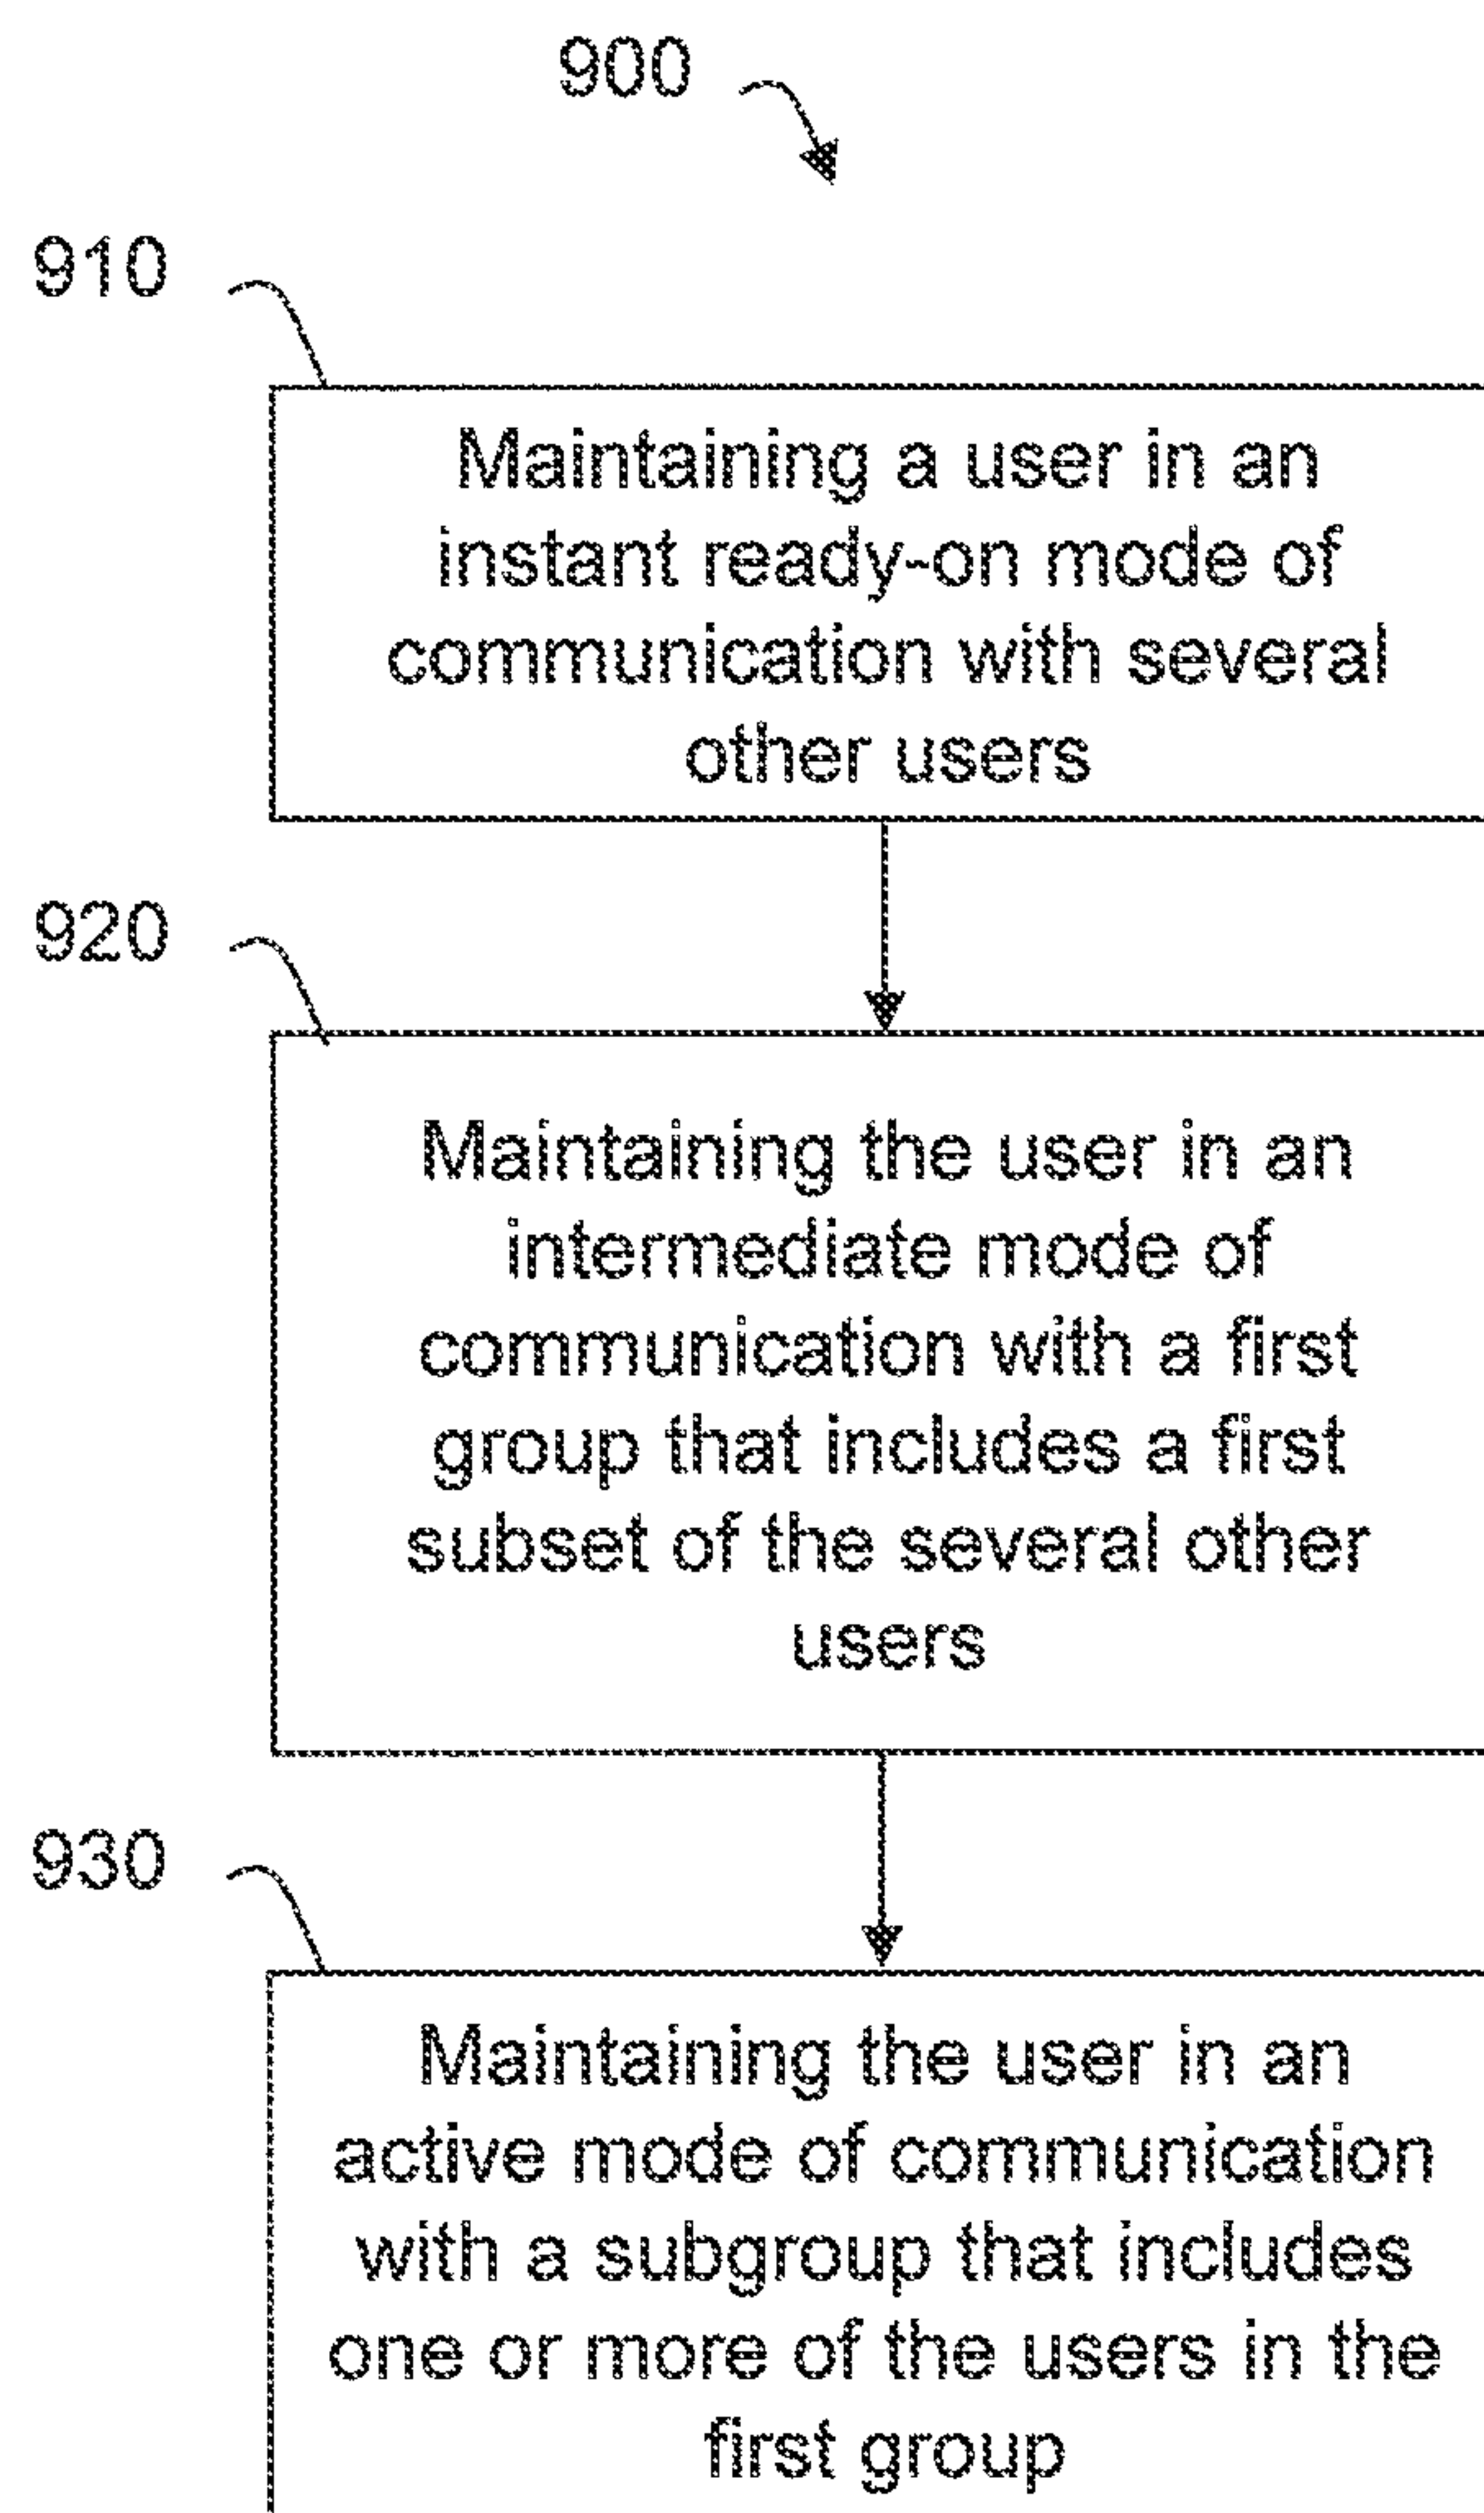 900
910
Maintaining a user in an
instant ready-on mode of
communication with several
other users
920
Maintaining the user in an
intermediate mode of
communication with a first
group that includes a first
subset of the several other
users
930
Maintaining the user in an
active mode of communication
with a subgroup that includes
one or more of the users in the
first group